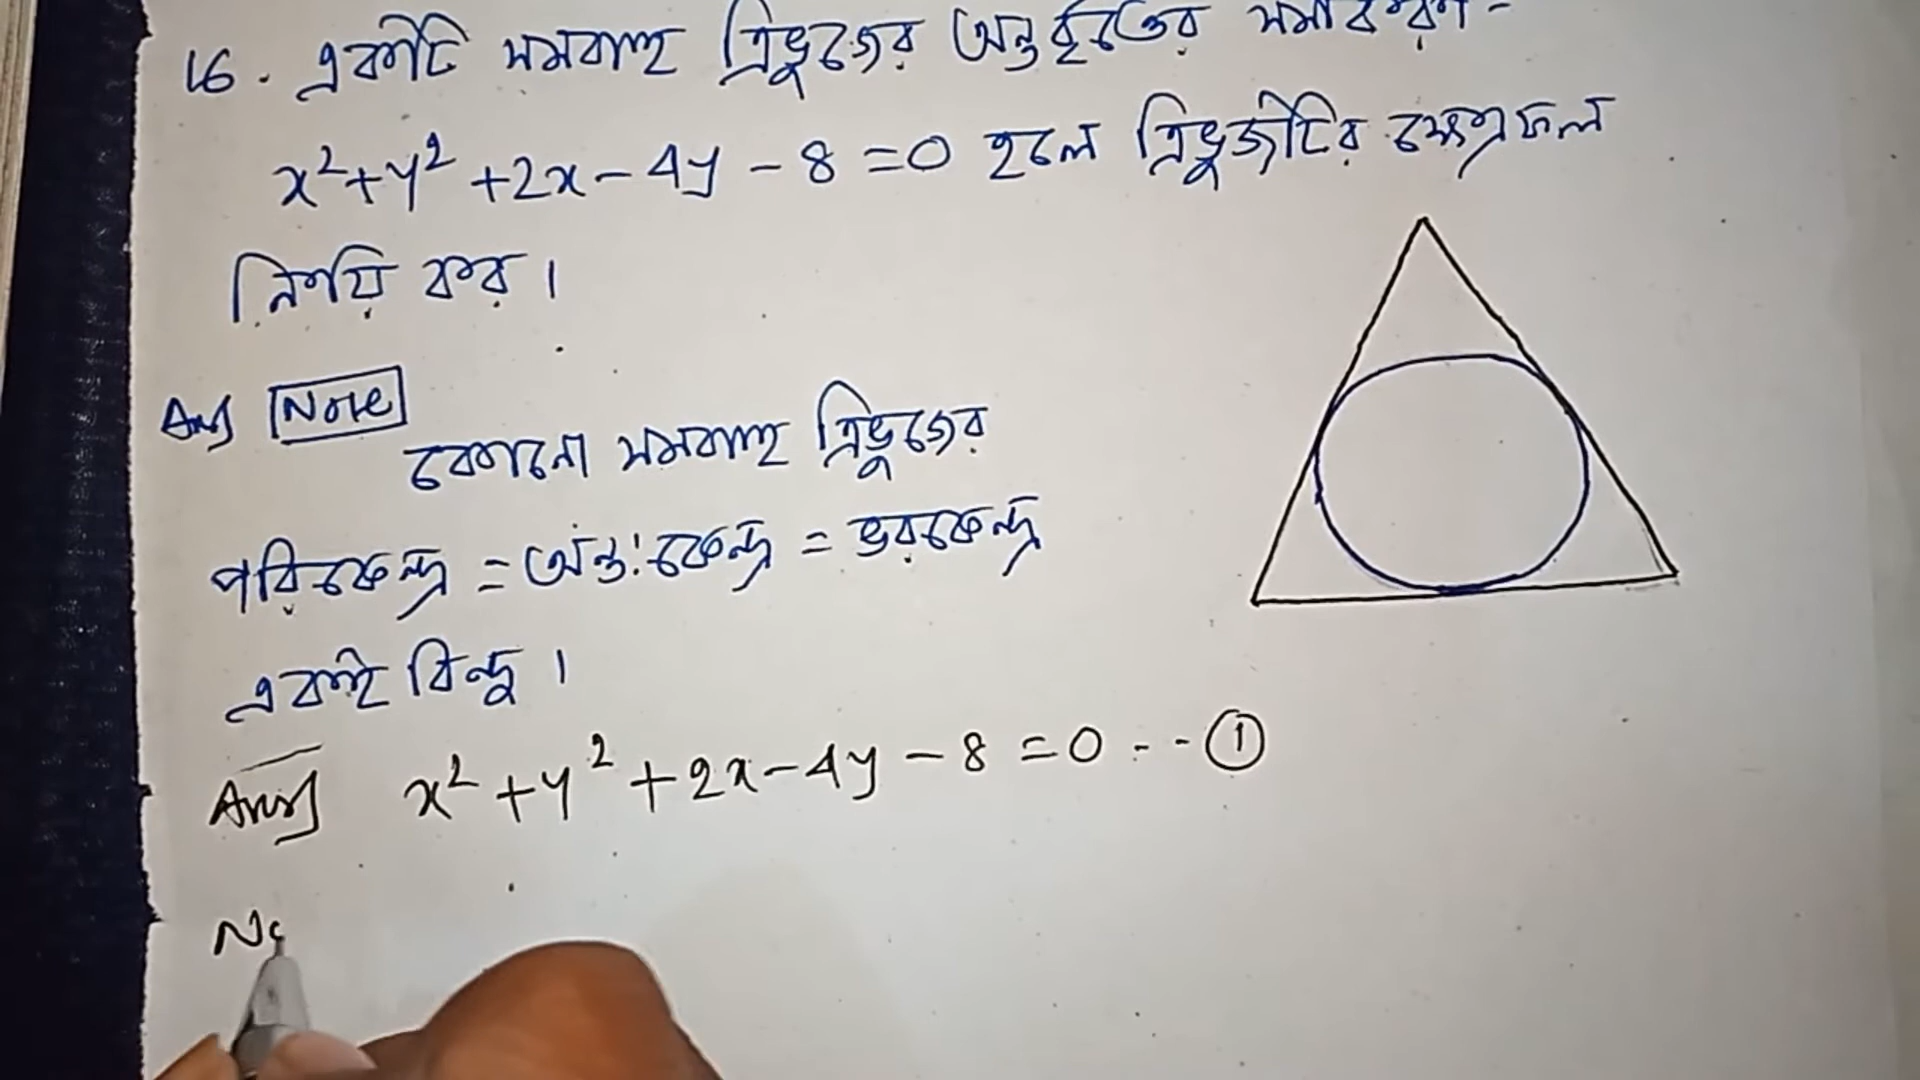 16. একটি সমবাহু ত্রিভুজের অন্তর্বৃত্তের সমীকরণ -
x²+y²+2x-4y-8=0 হলে ত্রিভুজটির ক্ষেত্রফল
নির্ণয় কর।
Ans Note
কোনো সমবাহু ত্রিভুজের
পরিকেন্দ্র = অন্তঃকেন্দ্র = ভরকেন্দ্র
একই বিন্দু।
Ans x²+y²+2x-4y-8=0 - - ①